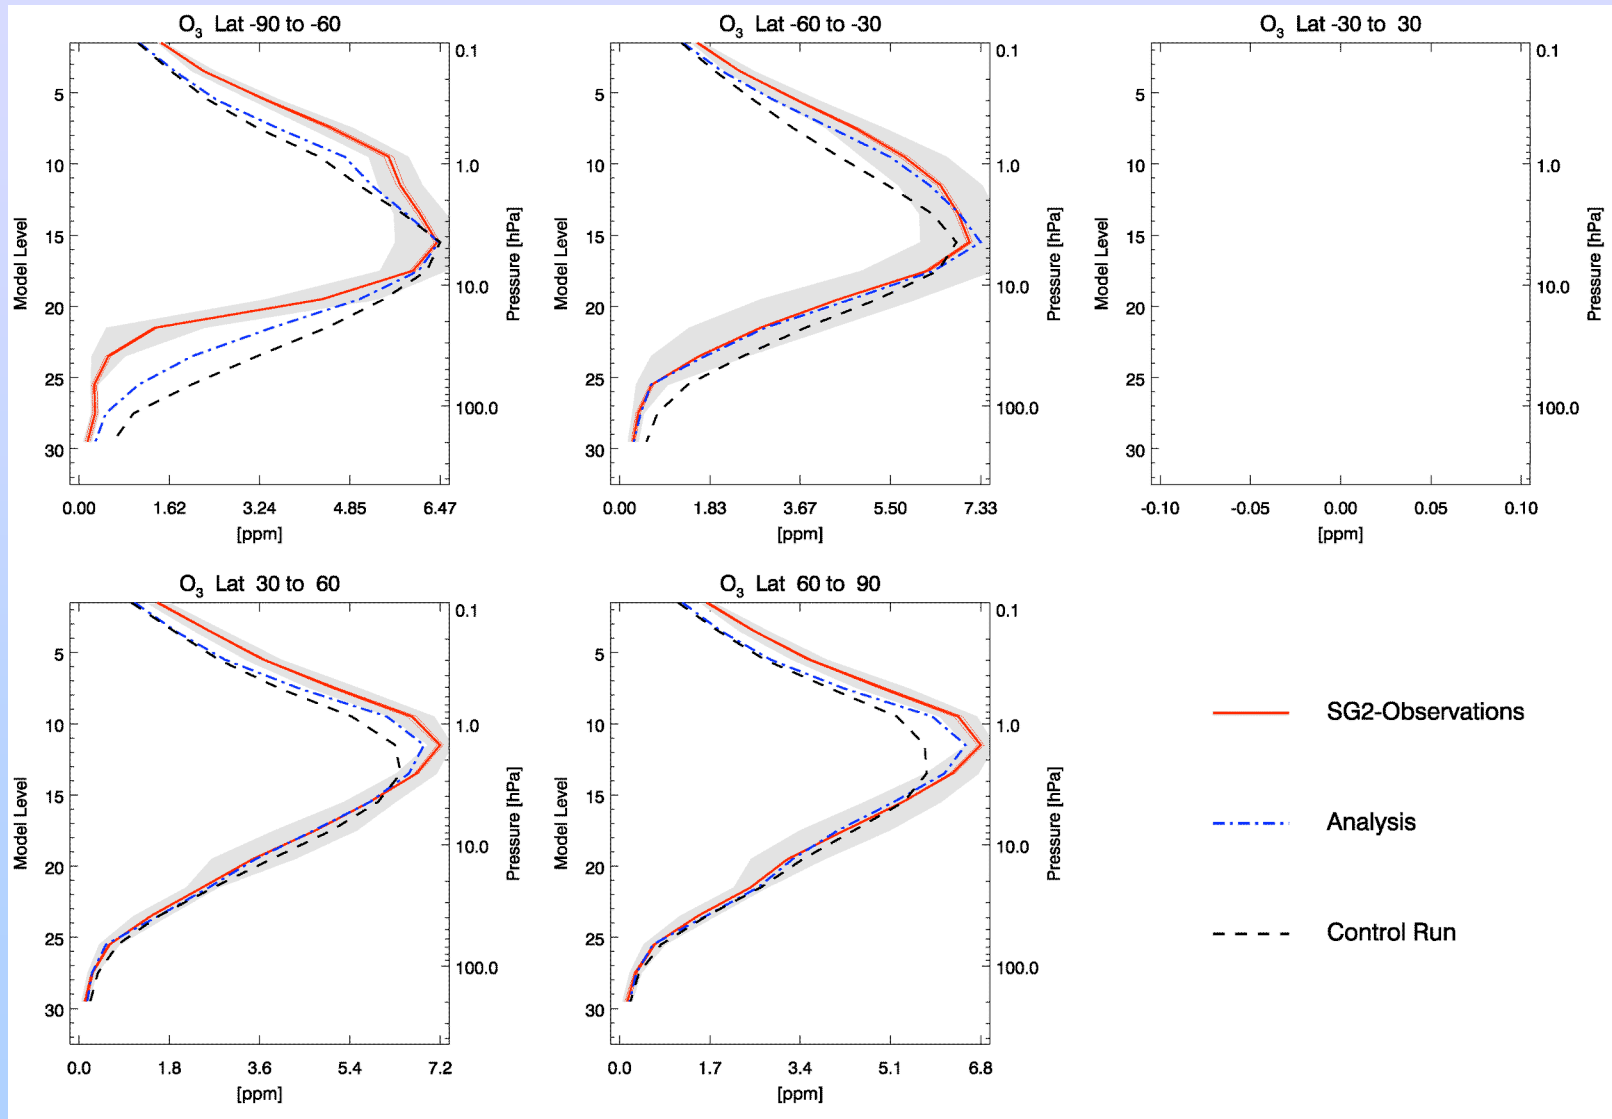 O3 Lat -90 to -60
0.1
5
10
1.0
15
10.0
20
25
100.0
30
Model Level
Pressure [hPa]
0.00 1.62 3.24 4.85 6.47
[ppm]
O3 Lat -60 to -30
0.1
5
10
1.0
15
10.0
20
25
100.0
30
Model Level
Pressure [hPa]
0.00 1.83 3.67 5.50 7.33
[ppm]
O3 Lat -30 to 30
0.1
5
10
1.0
15
10.0
20
25
100.0
30
Model Level
Pressure [hPa]
-0.10 -0.05 0.00 0.05 0.10
[ppm]
O3 Lat 30 to 60
0.1
5
10
1.0
15
10.0
20
25
100.0
30
Model Level
Pressure [hPa]
0.0 1.8 3.6 5.4 7.2
[ppm]
O3 Lat 60 to 90
0.1
5
10
1.0
15
10.0
20
25
100.0
30
Model Level
Pressure [hPa]
0.0 1.7 3.4 5.1 6.8
[ppm]
SG2-Observations
Analysis
Control Run